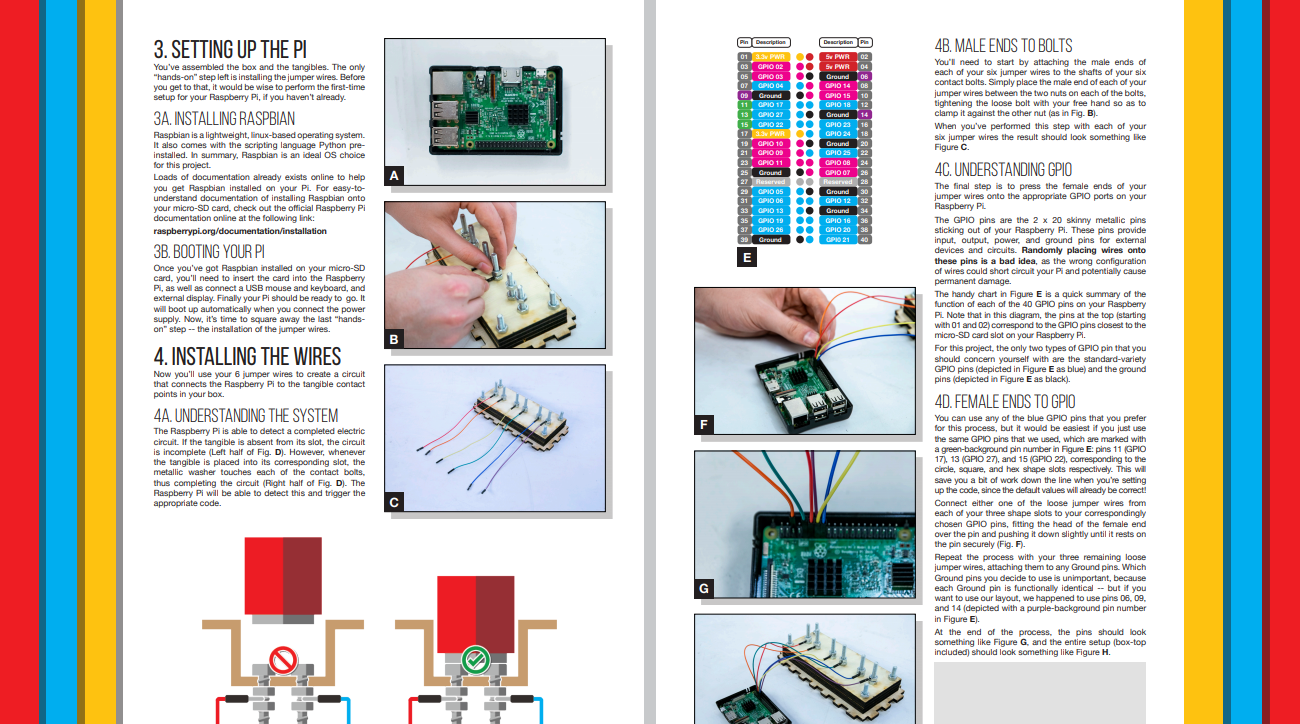 3. SETTING UP THE PI
You've assembled the box and the tangibles. The only
"hands-on" step left is installing the jumper wires. Before
you get to that, it would be wise to perform the first-time
setup for your Raspberry Pi, if you haven't already.
3A. INSTALLING RASPBIAN
Raspbian is a lightweight, linux-based operating system.
It also comes with the scripting language Python pre-
installed. In summary, Raspbian is an ideal OS choice
for this project.
Loads of documentation already exists online to help
you get Raspbian installed on your Pi. For easy-to-
understand documentation of installing Raspbian onto
your micro-SD card, check out the official Raspberry Pi
documentation online at the following link:
raspberrypi.org/documentation/installation
3B. BOOTING YOUR PI
Once you've got Raspbian installed on your micro-SD
card, you'll need to insert the card into the Raspberry
Pi, as well as connect a USB mouse and keyboard, and
external display. Finally your Pi should be ready to go. It
will boot up automatically when you connect the power
supply. Now, it's time to square away the last "hands-
on" step -- the installation of the jumper wires.
4. INSTALLING THE WIRES
Now you'll use your 6 jumper wires to create a circuit
that connects the Raspberry Pi to the tangible contact
points in your box.
4A. UNDERSTANDING THE SYSTEM
The Raspberry Pi is able to detect a completed electric
circuit. If the tangible is absent from its slot, the circuit
is incomplete (Left half of Fig. D). However, whenever
the tangible is placed into its corresponding slot, the
metallic washer touches each of the contact bolts,
thus completing the circuit (Right half of Fig. D). The
Raspberry Pi will be able to detect this and trigger the
appropriate code.
A
B
C
Pin Description Description Pin
01 3.3v PWR 5v PWR 02
03 GPIO 02 5v PWR 04
05 GPIO 03 Ground 06
07 GPIO 04 GPIO 14 08
09 Ground GPIO 15 10
11 GPIO 17 GPIO 18 12
13 GPIO 27 Ground 14
15 GPIO 22 GPIO 23 16
17 3.3v PWR GPIO 24 18
19 GPIO 10 Ground 20
21 GPIO 09 GPIO 25 22
23 GPIO 11 GPIO 08 24
25 Ground GPIO 07 26
27 Reserved Reserved 28
29 GPIO 05 Ground 30
31 GPIO 06 GPIO 12 32
33 GPIO 13 Ground 34
35 GPIO 19 GPIO 16 36
37 GPIO 26 GPIO 20 38
39 Ground GPI0 21 40
E
F
G
4B. MALE ENDS TO BOLTS
You'll need to start by attaching the male ends of
each of your six jumper wires to the shafts of your six
contact bolts. Simply place the male end of each of your
jumper wires between the two nuts on each of the bolts,
tightening the loose bolt with your free hand so as to
clamp it against the other nut (as in Fig. B).
When you've performed this step with each of your
six jumper wires the result should look something like
Figure C.
4C. UNDERSTANDING GPIO
The final step is to press the female ends of your
jumper wires onto the appropriate GPIO ports on your
Raspberry Pi.
The GPIO pins are the 2 x 20 skinny metallic pins
sticking out of your Raspberry Pi. These pins provide
input, output, power, and ground pins for external
devices and circuits. Randomly placing wires onto
these pins is a bad idea, as the wrong configuration
of wires could short circuit your Pi and potentially cause
permanent damage.
The handy chart in Figure E is a quick summary of the
function of each of the 40 GPIO pins on your Raspberry
Pi. Note that in this diagram, the pins at the top (starting
with 01 and 02) correspond to the GPIO pins closest to the
micro-SD card slot on your Raspberry Pi.
For this project, the only two types of GPIO pin that you
should concern yourself with are the standard-variety
GPIO pins (depicted in Figure E as blue) and the ground
pins (depicted in Figure E as black).
4D. FEMALE ENDS TO GPIO
You can use any of the blue GPIO pins that you prefer
for this process, but it would be easiest if you just use
the same GPIO pins that we used, which are marked with
a green-background pin number in Figure E: pins 11 (GPIO
17), 13 (GPIO 27), and 15 (GPIO 22), corresponding to the
circle, square, and hex shape slots respectively. This will
save you a bit of work down the line when you're setting
up the code, since the default values will already be correct!
Connect either one of the loose jumper wires from
each of your three shape slots to your correspondingly
chosen GPIO pins, fitting the head of the female end
over the pin and pushing it down slightly until it rests on
the pin securely (Fig. F).
Repeat the process with your three remaining loose
jumper wires, attaching them to any Ground pins. Which
Ground pins you decide to use is unimportant, because
each Ground pin is functionally identical -- but if you
want to use our layout, we happened to use pins 06, 09,
and 14 (depicted with a purple-background pin number
in Figure E).
At the end of the process, the pins should look
something like Figure G, and the entire setup (box-top
included) should look something like Figure H.